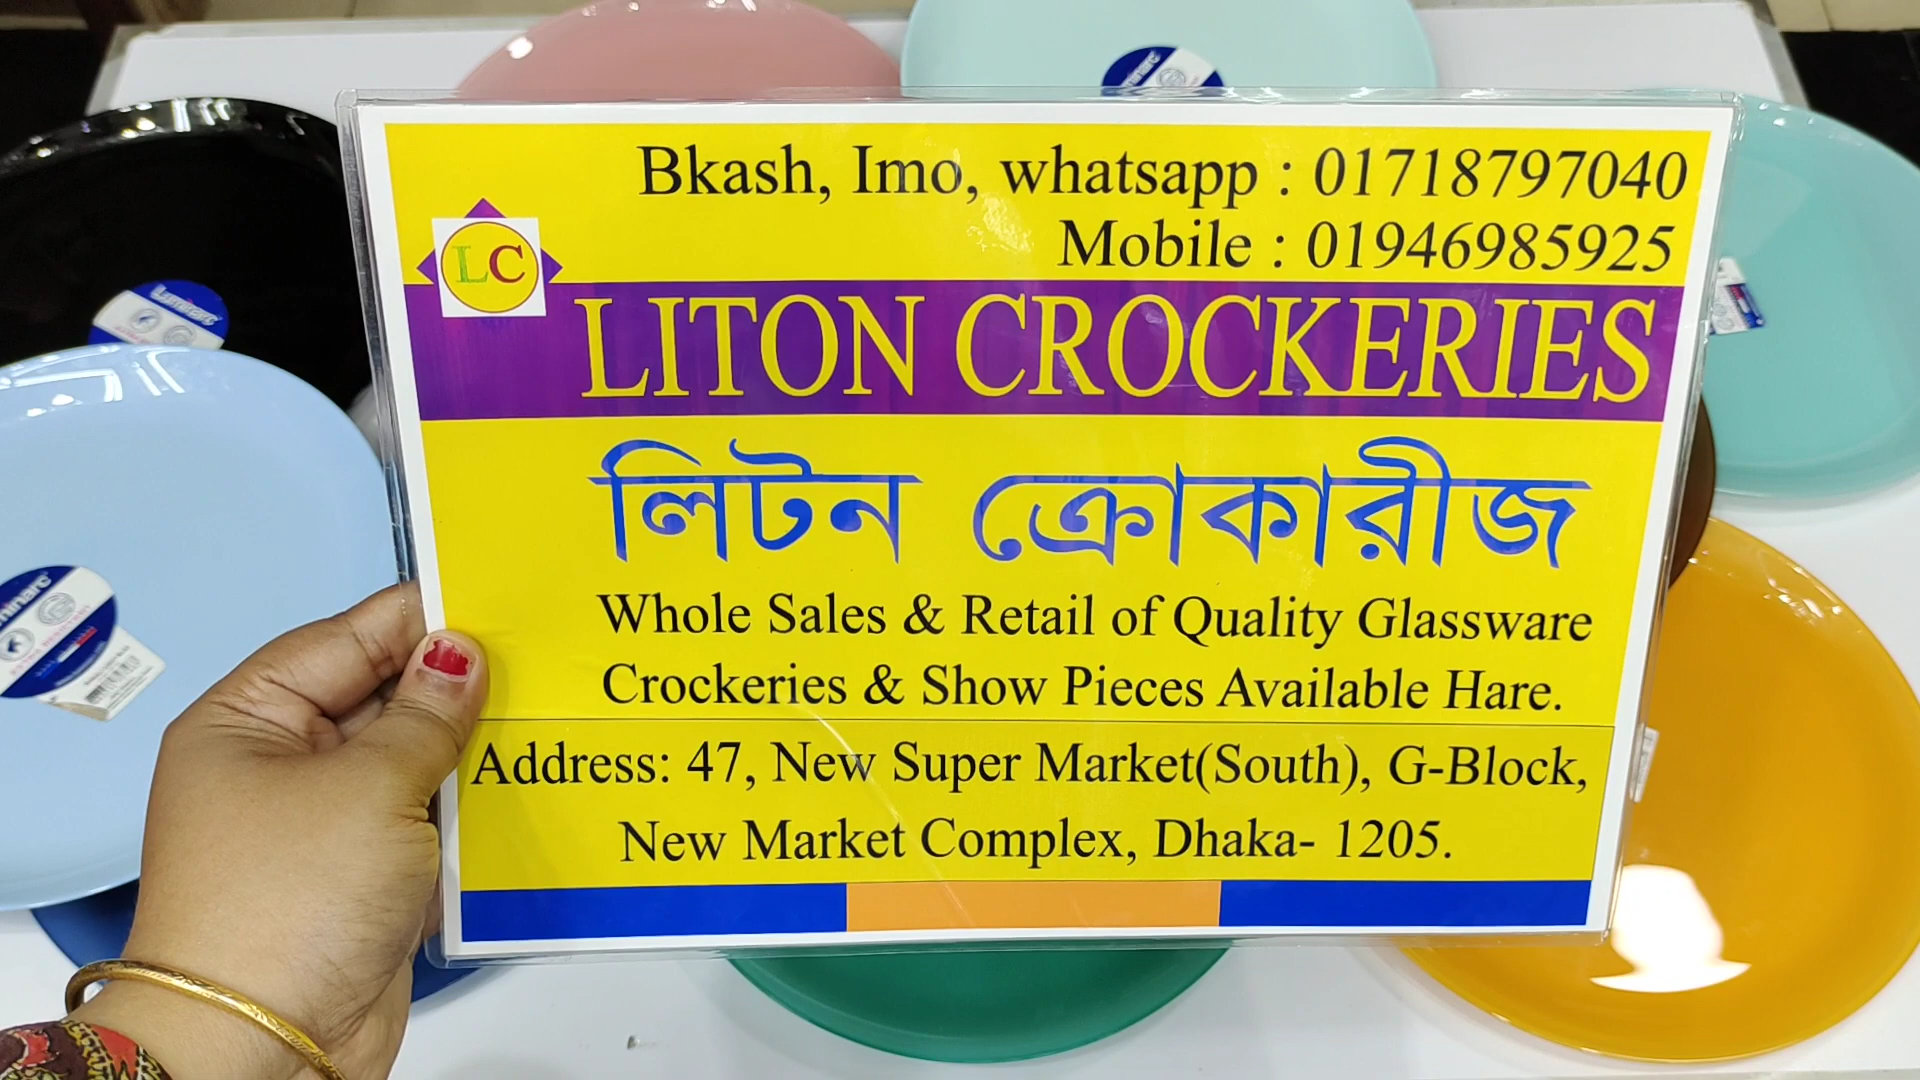 Bkash, Imo, whatsapp : 01718797040
Mobile : 01946985925
LC
LITON CROCKERIES
লিটন ক্রোকারীজ
Whole Sales & Retail of Quality Glassware
Crockeries & Show Pieces Available Hare.
Address: 47, New Super Market(South), G-Block,
New Market Complex, Dhaka- 1205.
Luminarc